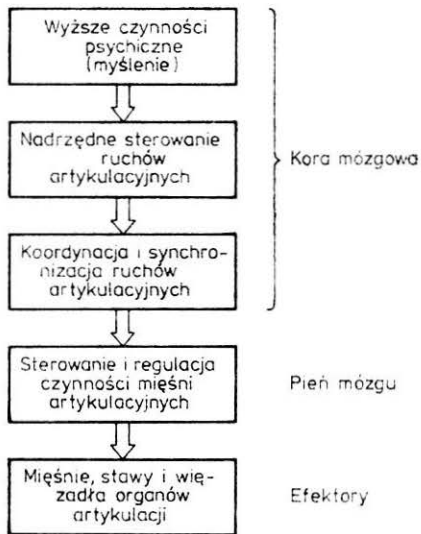 Wyższe czynności
psychiczne
(myślenie)
Nadrzędne sterowanie
ruchów
artykulacyjnych
Kora mózgowa
Koordynacja i synchro-
nizacja ruchów
artykulacyjnych
Sterowanie i regulacja
czynności mięśni
artykulacyjnych
Pień mózgu
Mięśnie, stawy i wię-
zadła organów
artykulacji
Efektory